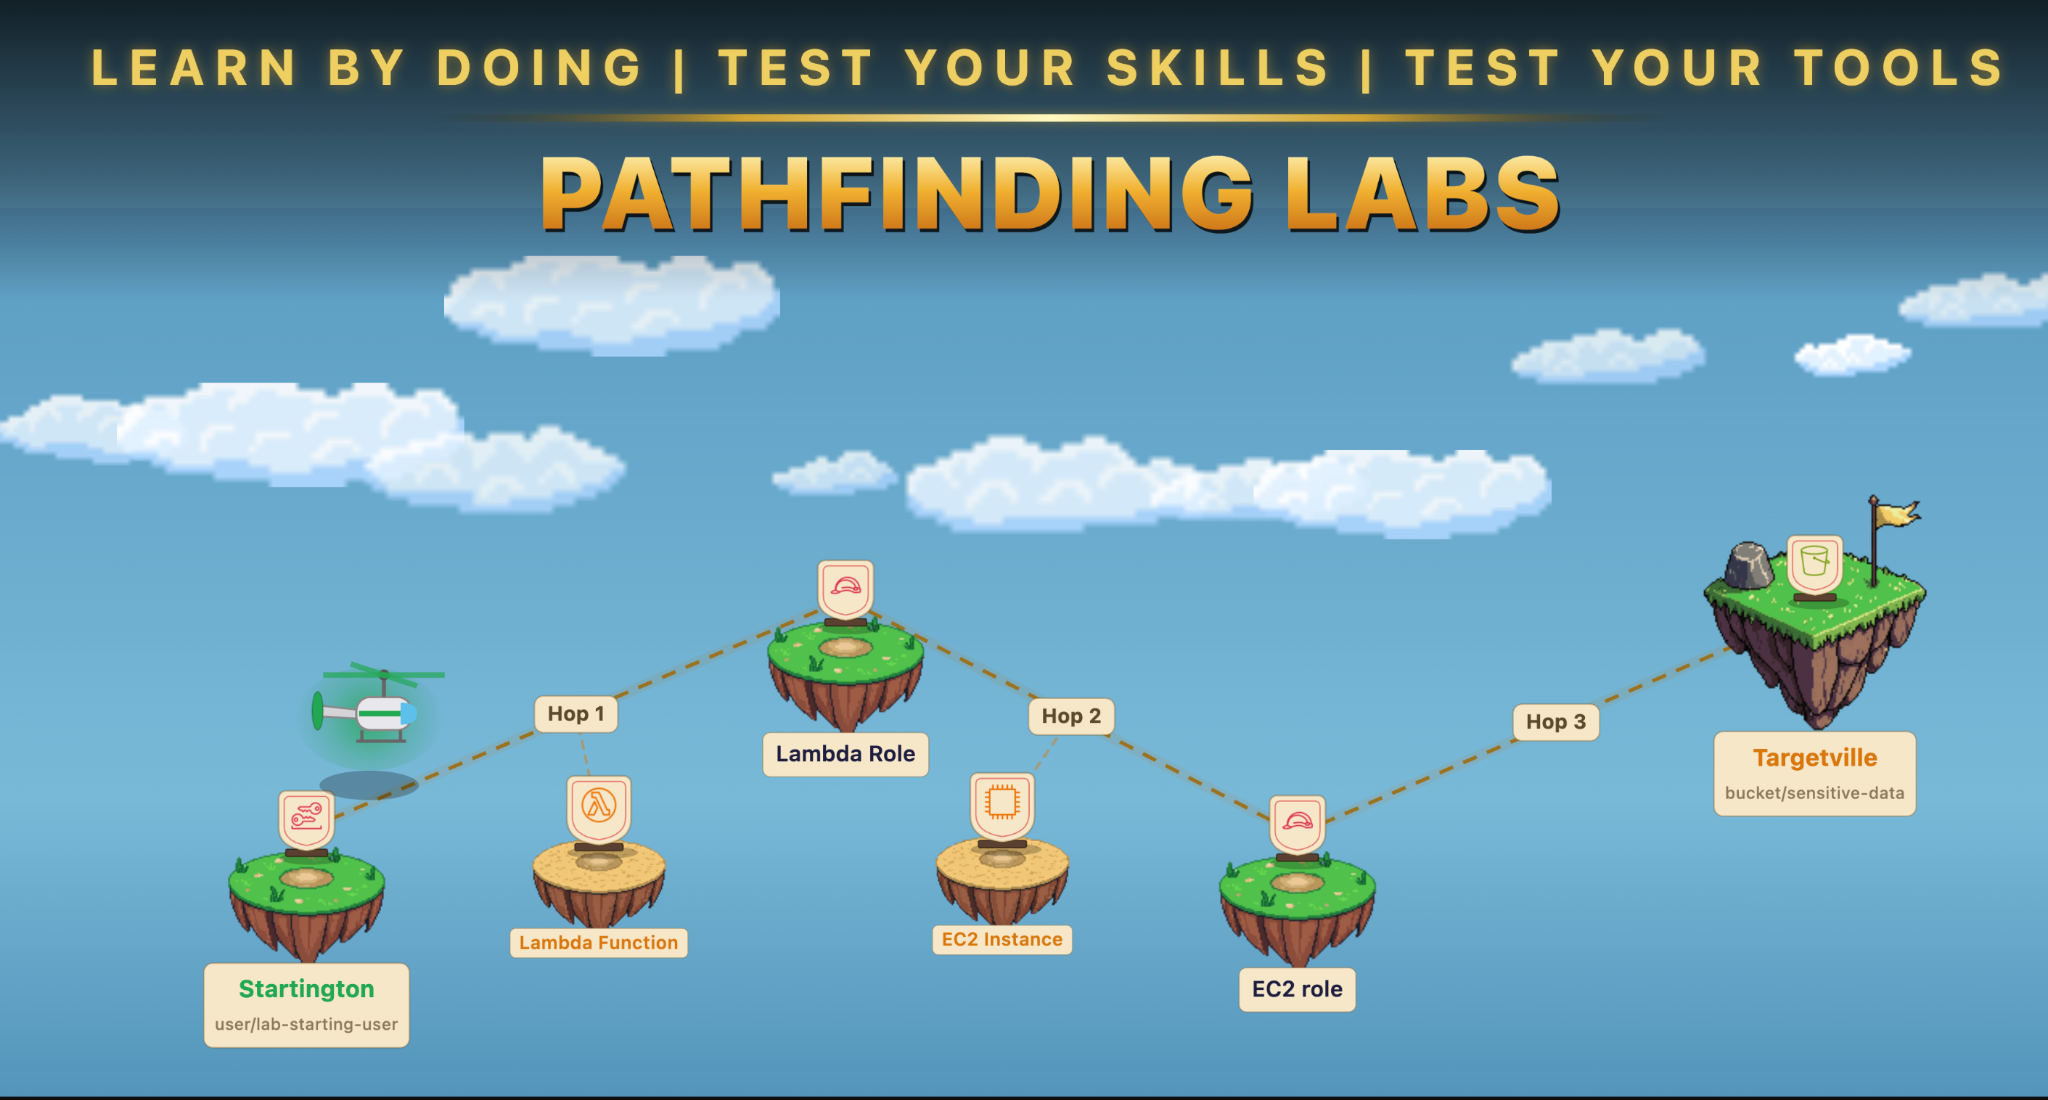 LEARN BY DOING | TEST YOUR SKILLS | TEST YOUR TOOLS
PATHFINDING LABS
Hop 1
Hop 2
Hop 3
Lambda Role
Targetville
bucket/sensitive-data
Lambda Function
EC2 Instance
Startington
user/lab-starting-user
EC2 role